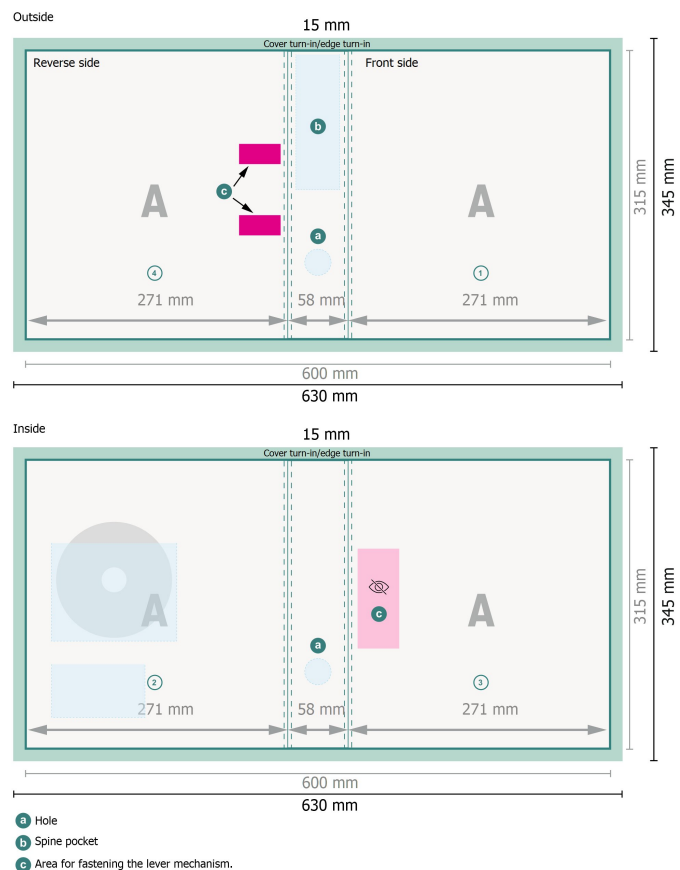 Outside
15 mm
Cover turn-in/edge turn-in
Reverse side
Front side
b
c
A
A
a
4
1
271 mm
58 mm
271 mm
315 mm
345 mm
600 mm
630 mm
Inside
15 mm
Cover turn-in/edge turn-in
A
c
A
a
2
3
271 mm
58 mm
271 mm
315 mm
345 mm
600 mm
630 mm
a Hole
b Spine pocket
c Area for fastening the lever mechanism.